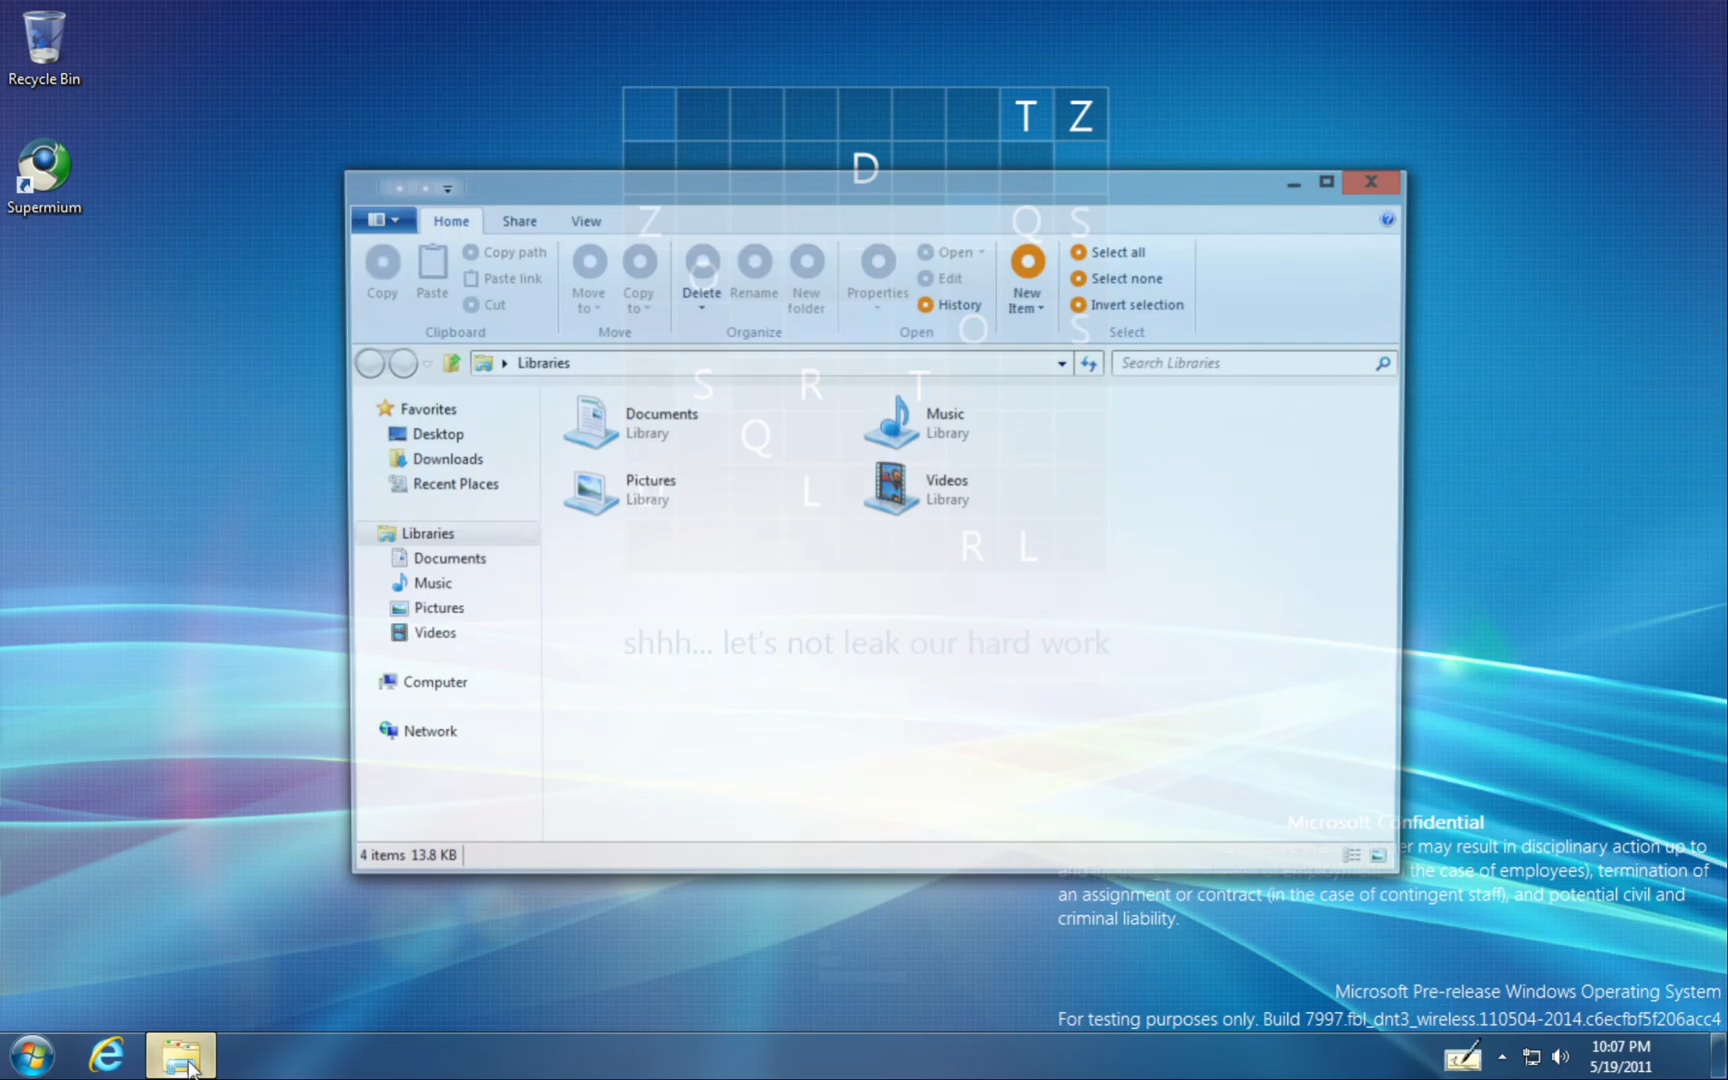 Recycle Bin
Supermium
T Z
D
Z Q S
O
O S
S R T
Q
L
R L
Home Share View
Copy
Paste
Copy path
Paste link
Cut
Clipboard
Move to
Copy to
Move
Delete
Rename
New folder
Organize
Properties
Open
Edit
History
Open
New Item
Select all
Select none
Invert selection
Select
Libraries
Search Libraries
Favorites
Desktop
Downloads
Recent Places
Libraries
Documents
Music
Pictures
Videos
Computer
Network
Documents
Library
Music
Library
Pictures
Library
Videos
Library
shhh... let's not leak our hard work
4 items 13.8 KB
Microsoft Confidential
may result in disciplinary action up to
the case of employees), termination of
an assignment or contract (in the case of contingent staff), and potential civil and
criminal liability.
Microsoft Pre-release Windows Operating System
For testing purposes only. Build 7997.fbl_dnt3_wireless.110504-2014.c6ecfbf5f206acc4
10:07 PM
5/19/2011